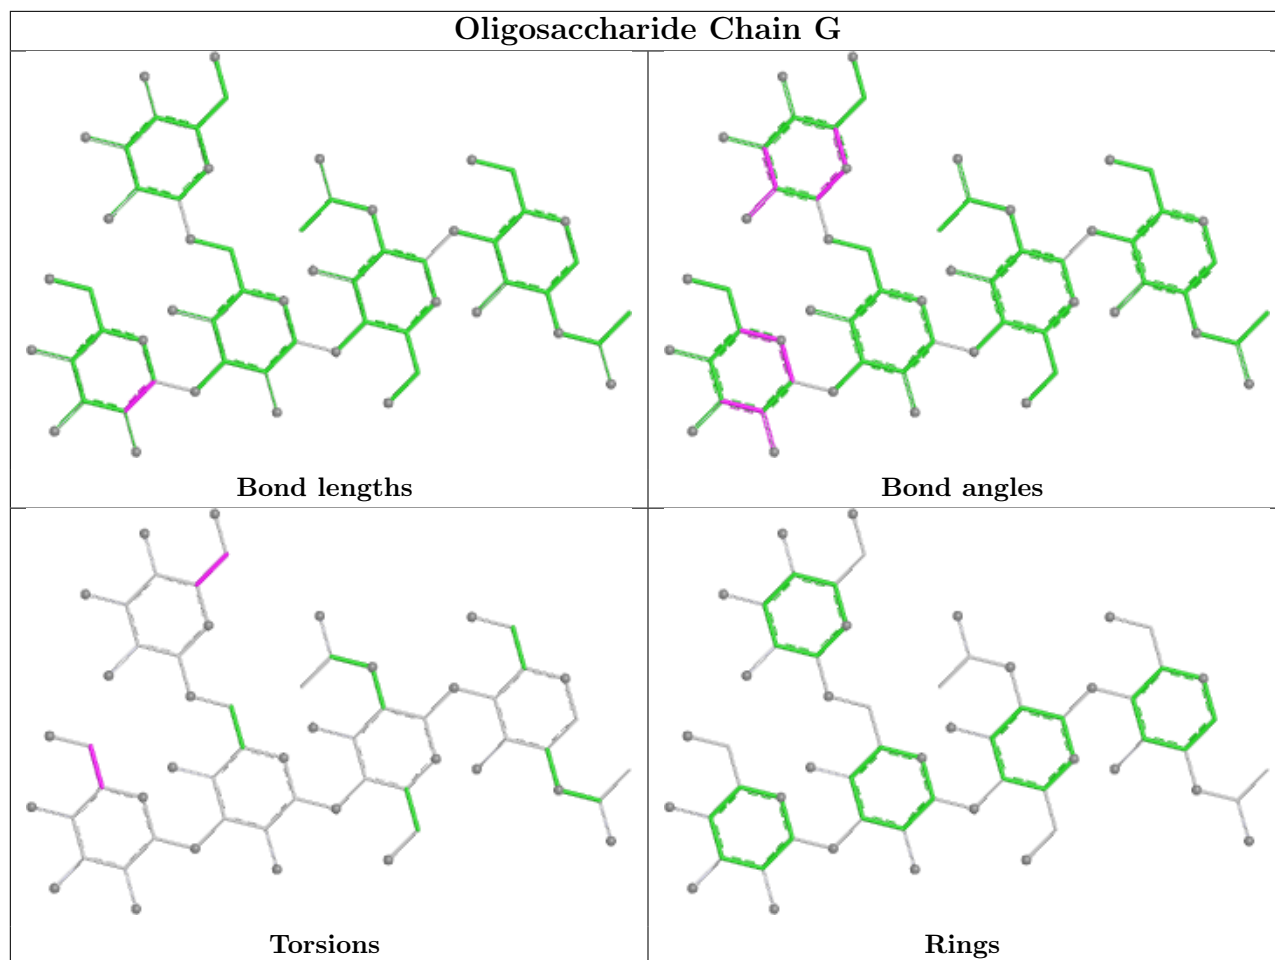 Oligosaccharide Chain G
Bond lengths
Bond angles
Torsions
Rings